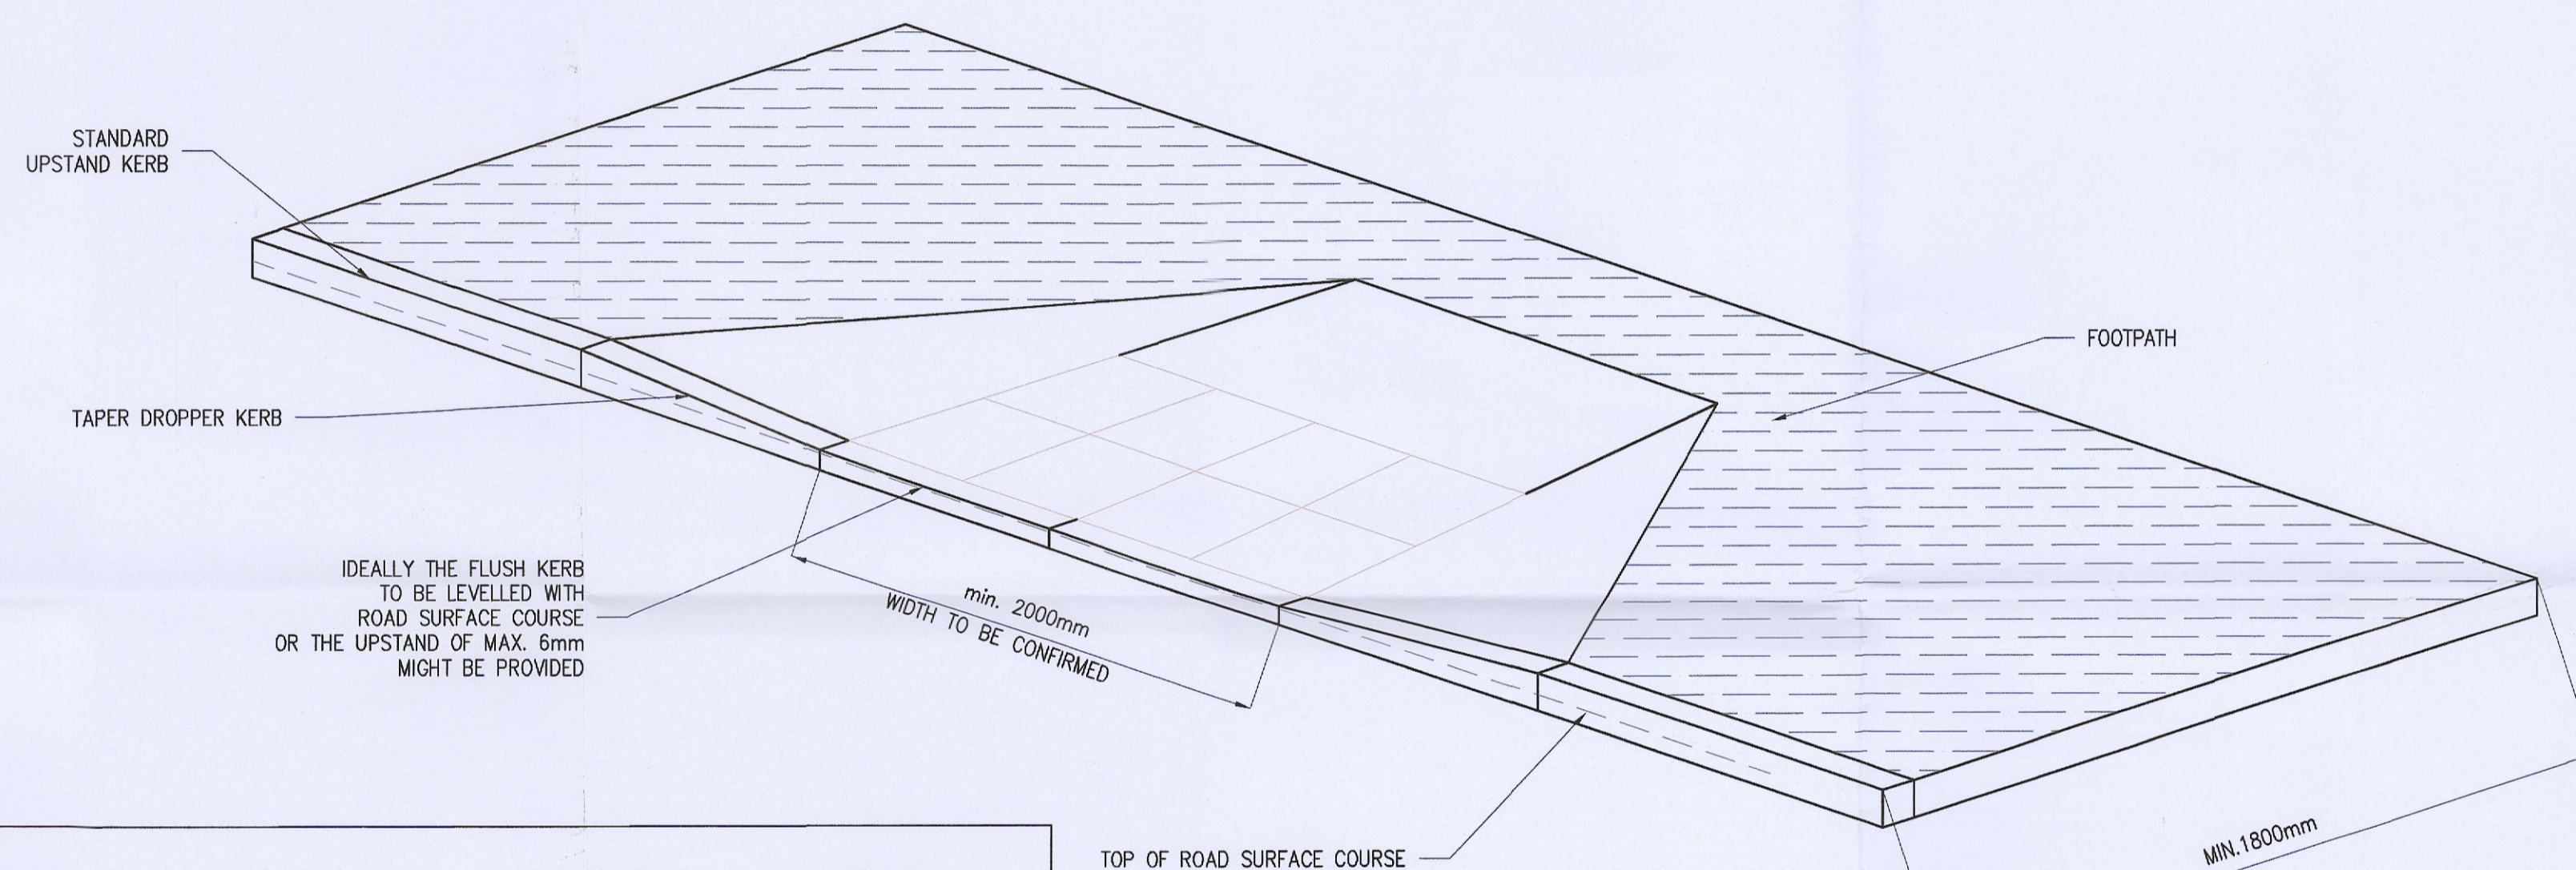 STANDARD
UPSTAND KERB
FOOTPATH
TAPER DROPPER KERB
IDEALLY THE FLUSH KERB
TO BE LEVELLED WITH
ROAD SURFACE COURSE
OR THE UPSTAND OF MAX. 6mm
MIGHT BE PROVIDED
min. 2000mm
WIDTH TO BE CONFIRMED
TOP OF ROAD SURFACE COURSE
MIN.1800mm